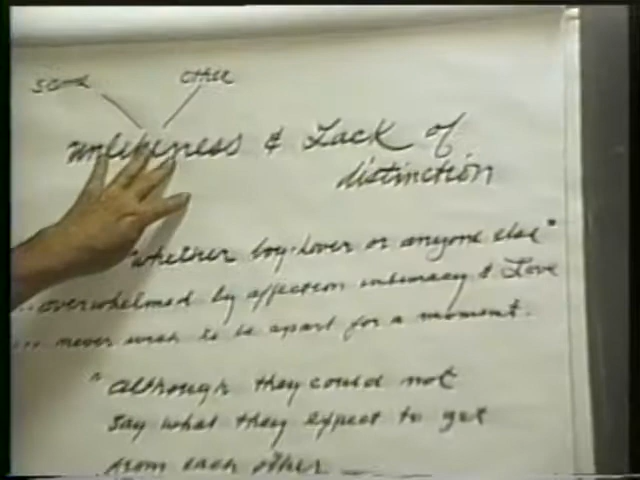 other
unlikeness & Lack of
distinction
"whether boy-lover or anyone else"
... overwhelmed by affection intimacy & Love
... never wish to be apart for a moment.
"although they could not
say what they expect to get
from each other